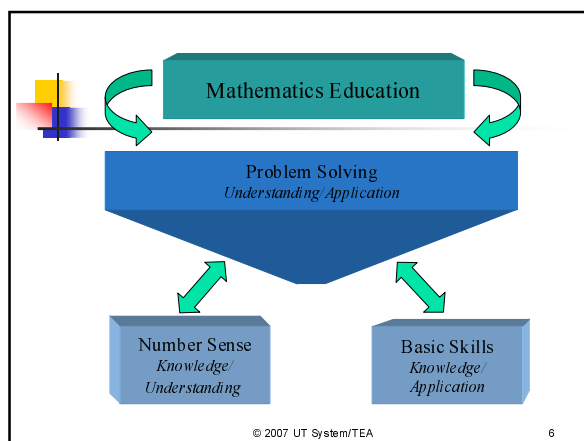 Mathematics Education
Problem Solving
Understanding/Application
Number Sense
Knowledge/
Understanding
Basic Skills
Knowledge/
Application
© 2007 UT System/TEA
6